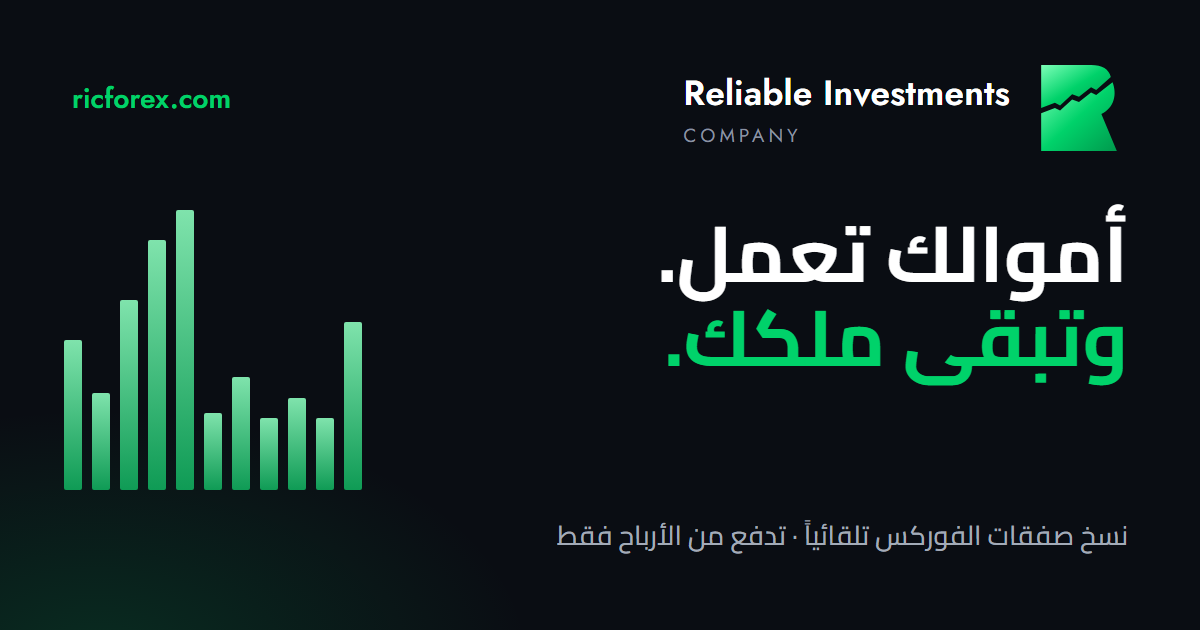 ricforex.com
Reliable Investments
COMPANY
أموالك تعمل.
وتبقى ملكك.
نسخ صفقات الفوركس تلقائياً · تدفع من الأرباح فقط